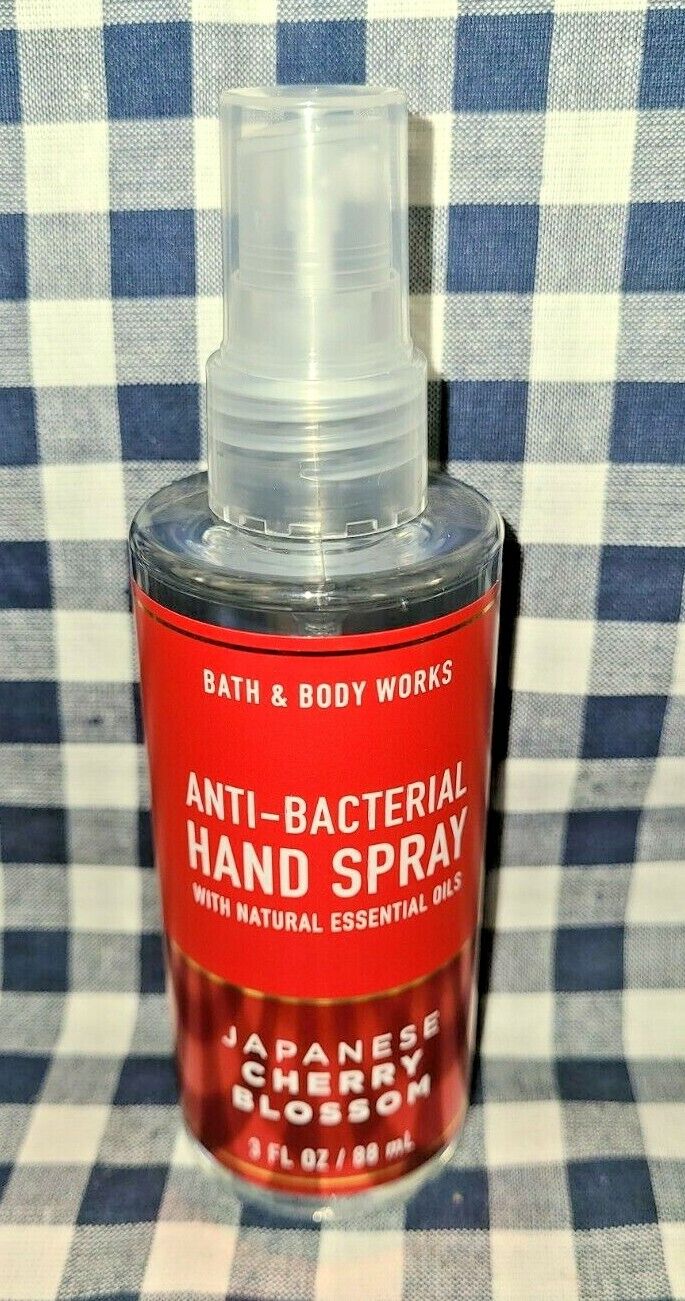 BATH & BODY WORKS
ANTI-BACTERIAL
HAND SPRAY
WITH NATURAL ESSENTIAL OILS
JAPANESE
CHERRY
BLOSSOM
3 FL OZ / 88 mL